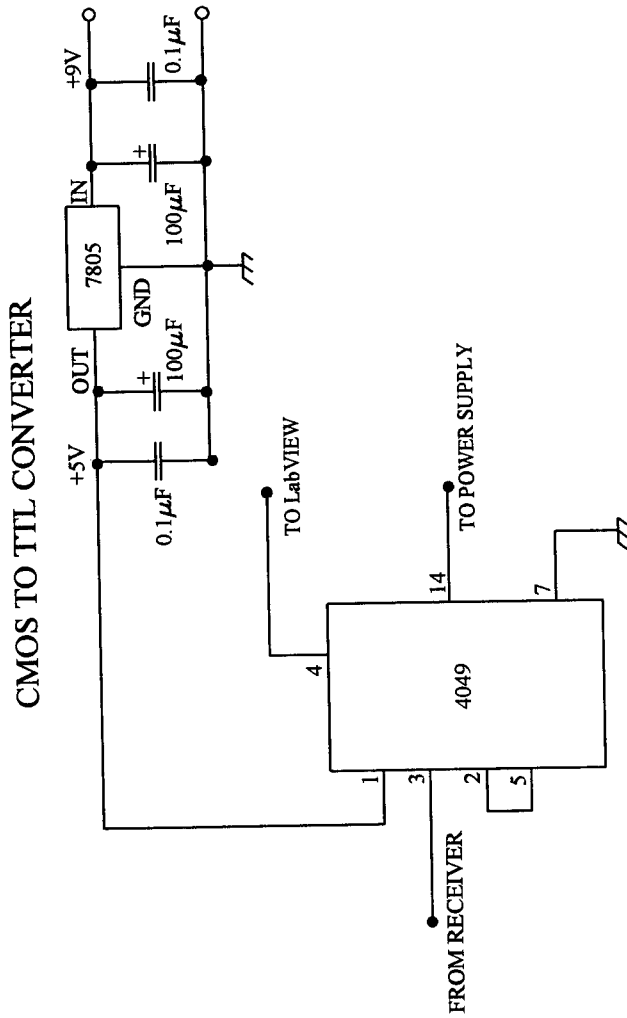 CMOS TO TTL CONVERTER
+5V
OUT
7805
IN
+9V
GND
0.1µF
100µF
+
100µF
+
0.1µF
TO LabVIEW
FROM RECEIVER
1
3
2
5
4
4049
14
7
TO POWER SUPPLY